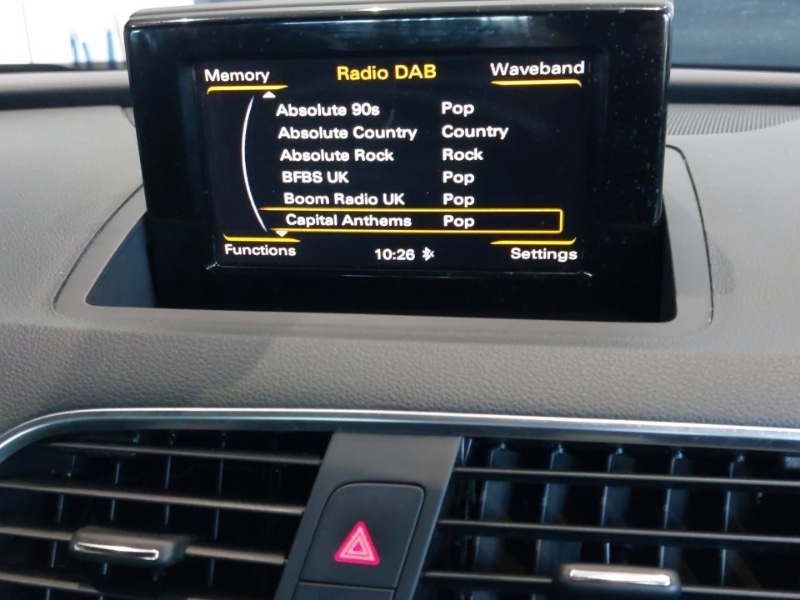 Memory Radio DAB Waveband
Absolute 90s Pop
Absolute Country Country
Absolute Rock Rock
BFBS UK Pop
Boom Radio UK Pop
Capital Anthems Pop
Functions 10:26 Settings